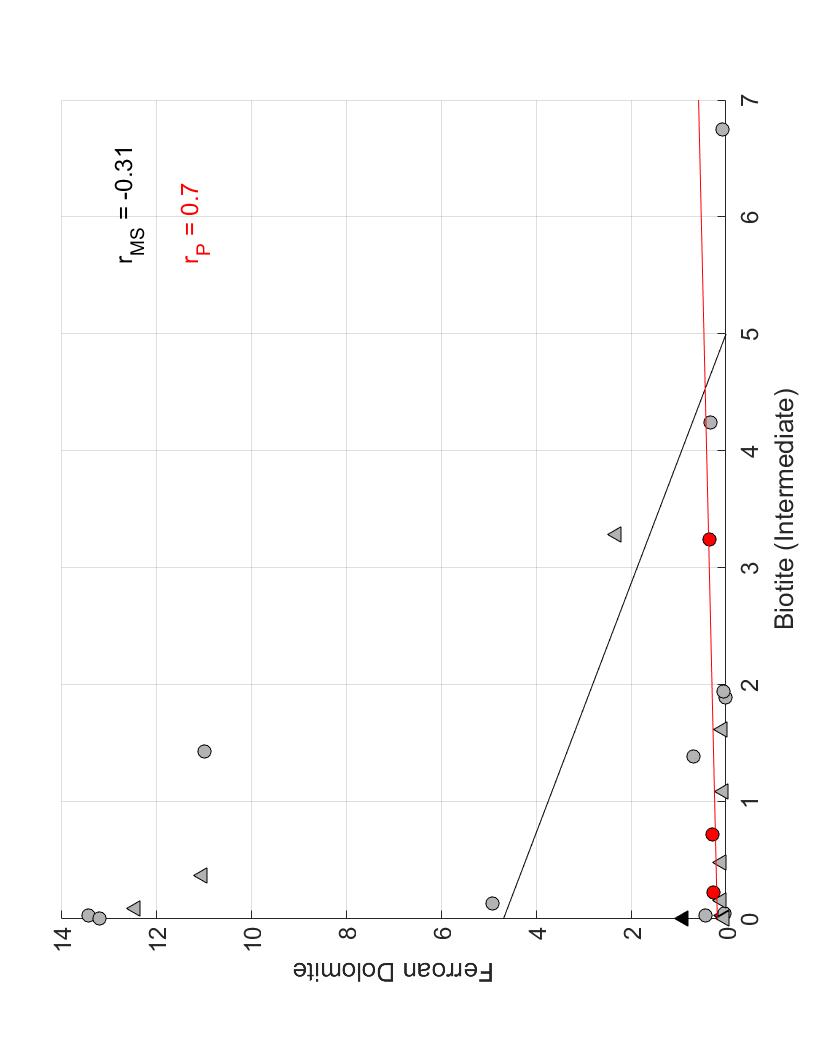 14
12
10
8
6
4
2
0
Ferroan Dolomite
r_MS = -0.31
r_P = 0.7
0 1 2 3 4 5 6 7
Biotite (Intermediate)